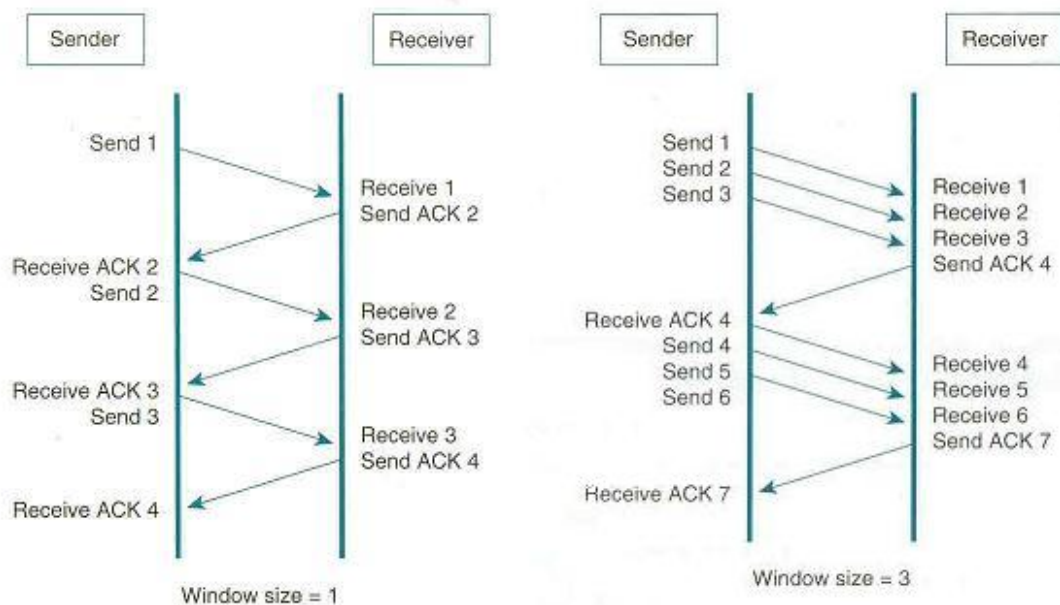 Sender
Receiver
Send 1
Receive 1
Send ACK 2
Receive ACK 2
Send 2
Receive 2
Send ACK 3
Receive ACK 3
Send 3
Receive 3
Send ACK 4
Receive ACK 4
Window size = 1
Sender
Receiver
Send 1
Send 2
Send 3
Receive 1
Receive 2
Receive 3
Send ACK 4
Receive ACK 4
Send 4
Send 5
Send 6
Receive 4
Receive 5
Receive 6
Send ACK 7
Receive ACK 7
Window size = 3